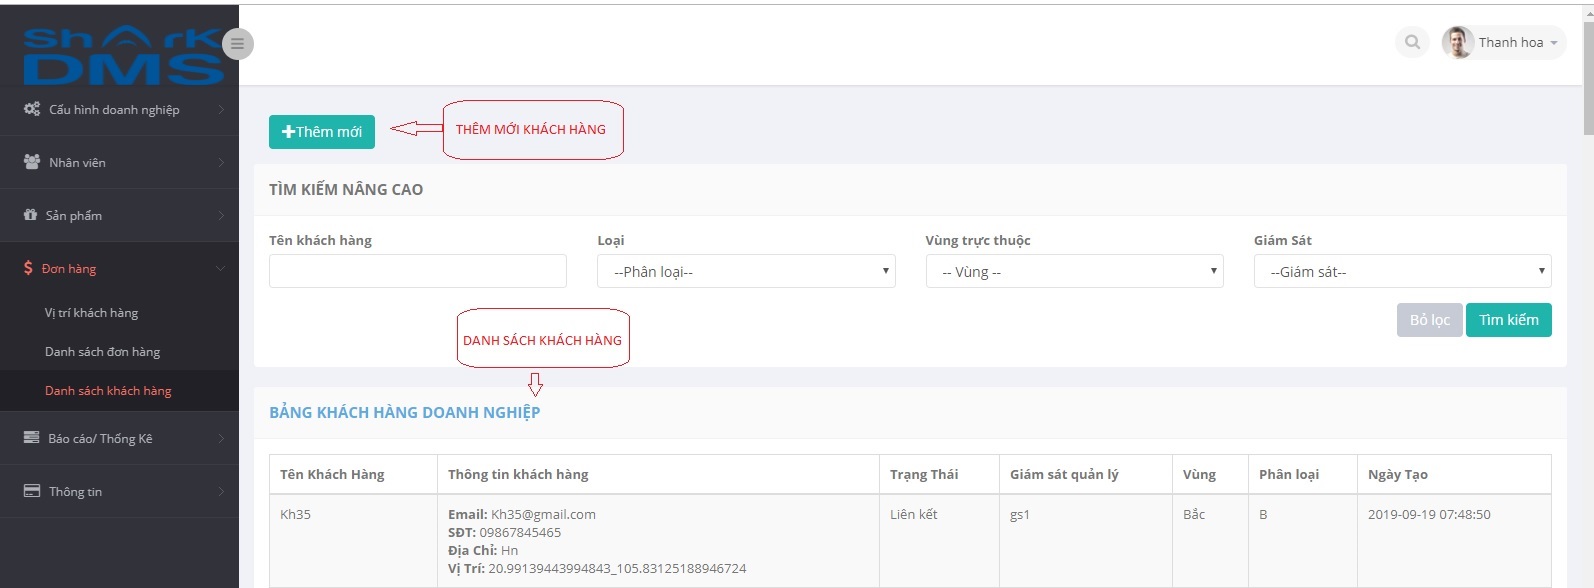 Shark
DMS
Thanh hoa
Cấu hình doanh nghiệp
Nhân viên
Sản phẩm
Đơn hàng
Vị trí khách hàng
Danh sách đơn hàng
Danh sách khách hàng
Báo cáo/ Thống Kê
Thông tin
Thêm mới
THÊM MỚI KHÁCH HÀNG
TÌM KIẾM NÂNG CAO
Tên khách hàng
Loại
Vùng trực thuộc
Giám Sát
--Phân loại--
-- Vùng --
--Giám sát--
Bỏ lọc
Tìm kiếm
DANH SÁCH KHÁCH HÀNG
BẢNG KHÁCH HÀNG DOANH NGHIỆP
Tên Khách Hàng Thông tin khách hàng Trạng Thái Giám sát quản lý Vùng Phân loại Ngày Tạo
Kh35 Email: Kh35@gmail.com Liên kết gs1 Bắc B 2019-09-19 07:48:50
SĐT: 09867845465
Địa Chỉ: Hn
Vị Trí: 20.99139443994843_105.83125188946724